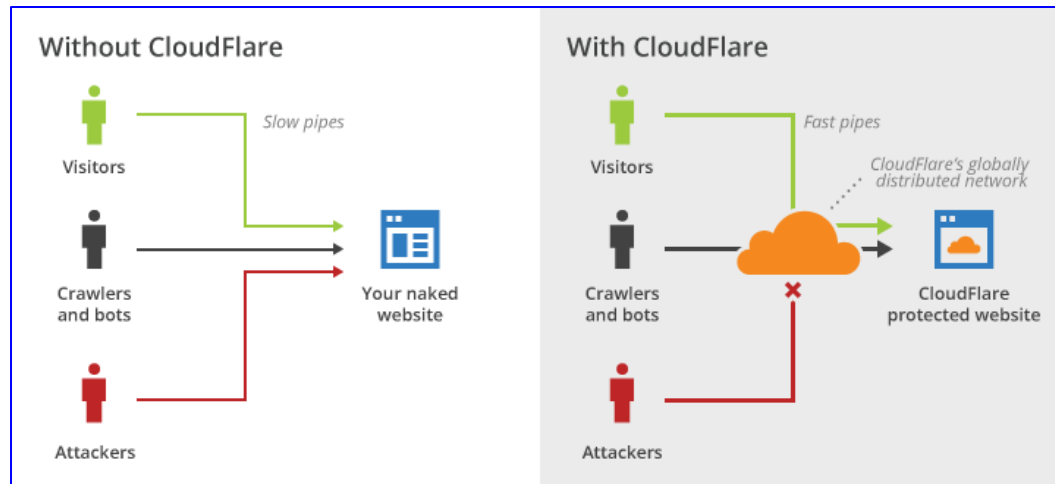 Without CloudFlare
Slow pipes
Visitors
Crawlers
and bots
Your naked
website
Attackers
With CloudFlare
Fast pipes
Visitors
CloudFlare's globally
distributed network
Crawlers
and bots
CloudFlare
protected website
Attackers